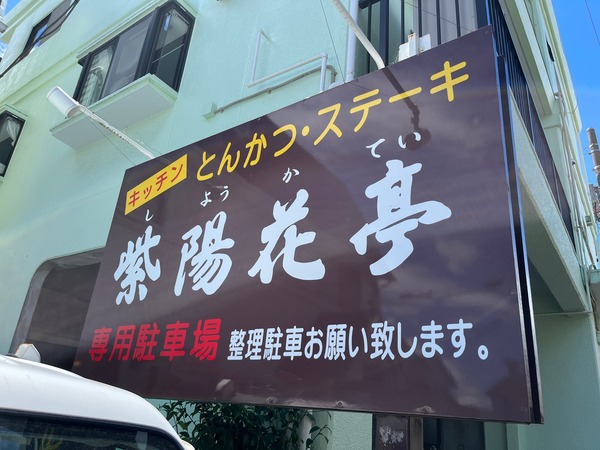 キッチン とんかつ・ステーキ
しようかてい
紫陽花亭
専用駐車場 整理駐車お願い致します。